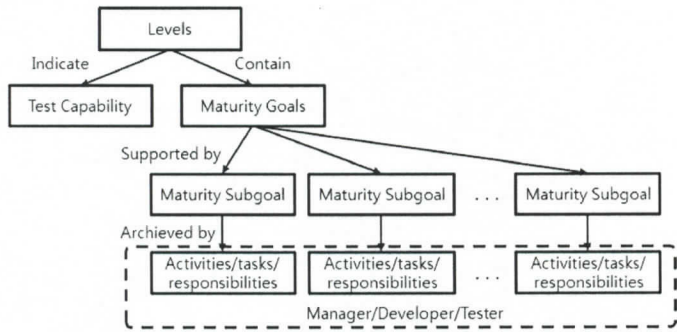 Levels
Indicate
Contain
Test Capability
Maturity Goals
Supported by
Maturity Subgoal
Maturity Subgoal
...
Maturity Subgoal
Archieved by
Activities/tasks/
responsibilities
Activities/tasks/
responsibilities
...
Activities/tasks/
responsibilities
Manager/Developer/Tester